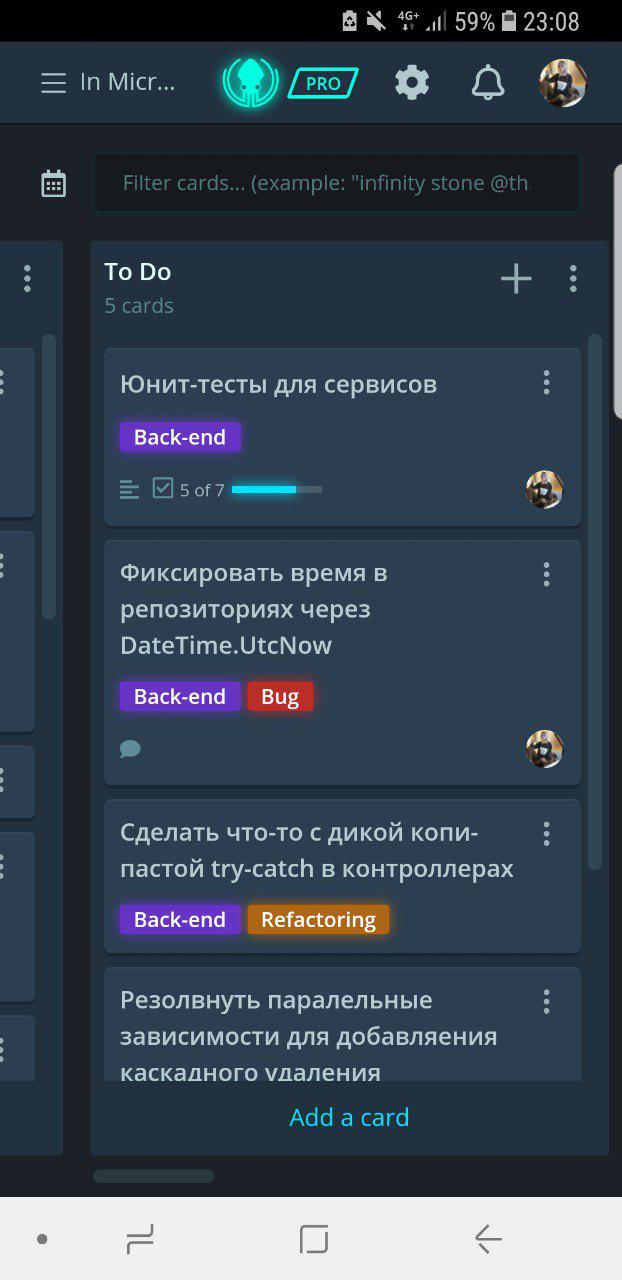 4G+ 59% 23:08
In Micr... PRO
Filter cards... (example: "infinity stone @th
To Do
5 cards
Юнит-тесты для сервисов
Back-end
5 of 7
Фиксировать время в
репозиториях через
DateTime.UtcNow
Back-end Bug
Сделать что-то с дикой копи-
пастой try-catch в контроллерах
Back-end Refactoring
Резолвнуть паралельные
зависимости для добавляения
каскадного удаления
Add a card